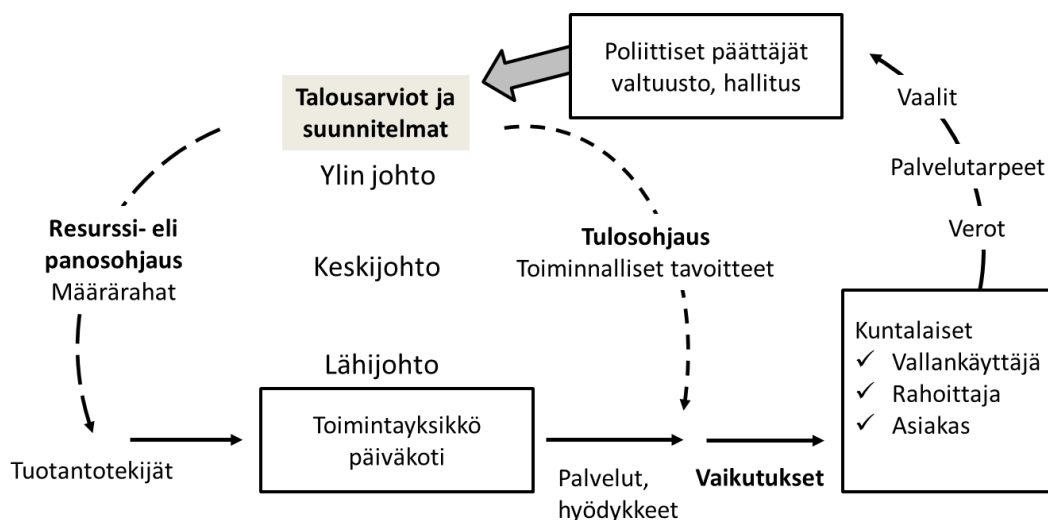 Poliittiset päättäjät
valtuusto, hallitus
Talousarviot ja
suunnitelmat
Ylin johto
Keskijohto
Lähijohto
Resurssi- eli
panosohjaus
Määrärahat
Tulosohjaus
Toiminnalliset tavoitteet
Vaalit
Palvelutarpeet
Verot
Kuntalaiset
✓ Vallankäyttäjä
✓ Rahoittaja
✓ Asiakas
Toimintayksikkö
päiväkoti
Tuotantotekijät
Palvelut,
hyödykkeet
Vaikutukset